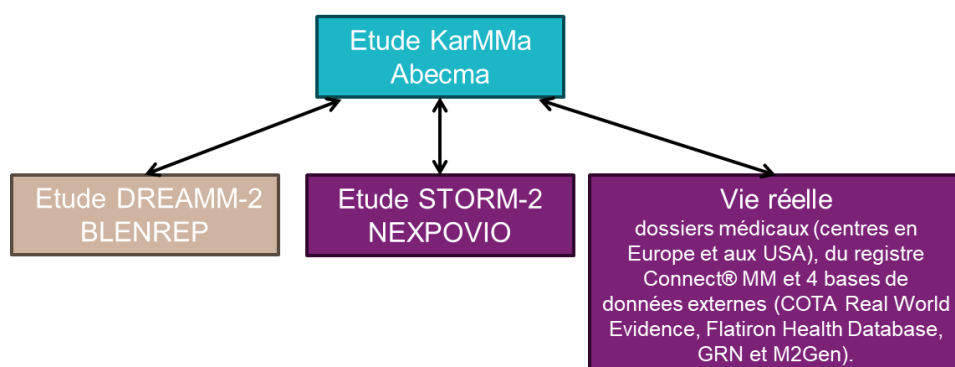 Etude KarMMa
Abecma
Etude DREAMM-2
BLENREP
Etude STORM-2
NEXPOVIO
Vie réelle
dossiers médicaux (centres en
Europe et aux USA), du registre
Connect® MM et 4 bases de
données externes (COTA Real World
Evidence, Flatiron Health Database,
GRN et M2Gen).